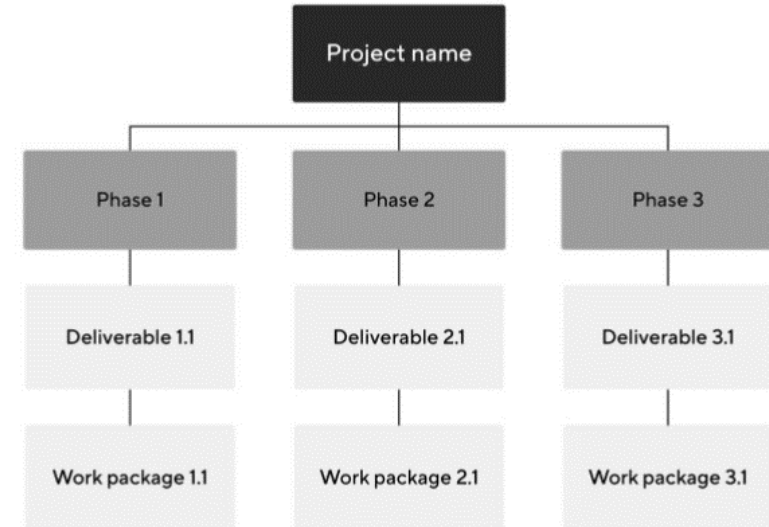 Project name
Phase 1
Phase 2
Phase 3
Deliverable 1.1
Deliverable 2.1
Deliverable 3.1
Work package 1.1
Work package 2.1
Work package 3.1